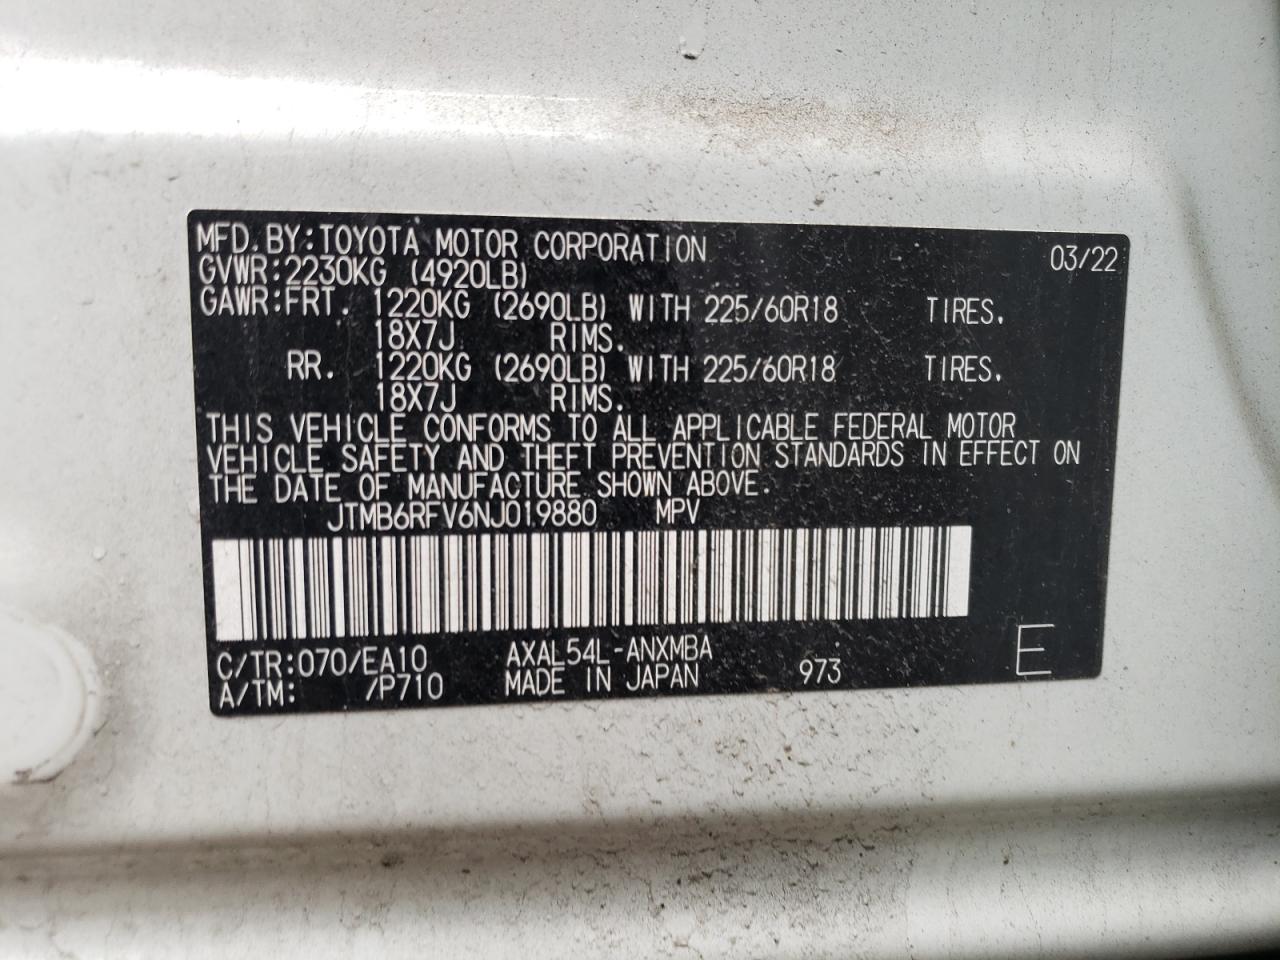 MFD.BY:TOYOTA MOTOR CORPORATION 03/22
GVWR:2230KG (4920LB)
GAWR:FRT. 1220KG (2690LB) WITH 225/60R18 TIRES.
18X7J RIMS.
RR. 1220KG (2690LB) WITH 225/60R18 TIRES.
18X7J RIMS.
THIS VEHICLE CONFORMS TO ALL APPLICABLE FEDERAL MOTOR
VEHICLE SAFETY AND THEFT PREVENTION STANDARDS IN EFFECT ON
THE DATE OF MANUFACTURE SHOWN ABOVE.
JTMB6RFV6NJ019880 MPV
C/TR:070/EA10 AXAL54L-ANXMBA
A/TM: /P710 MADE IN JAPAN 973 E